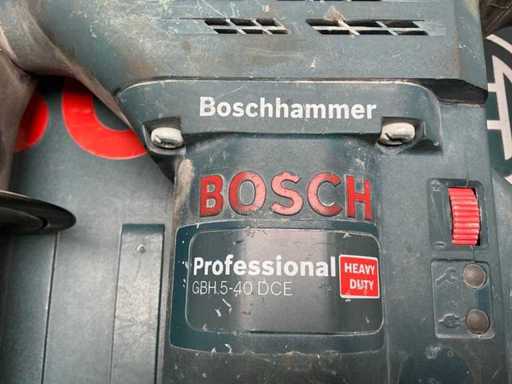 Boschhammer
BOSCH
Professional
HEAVY
DUTY
GBH 5-40 DCE